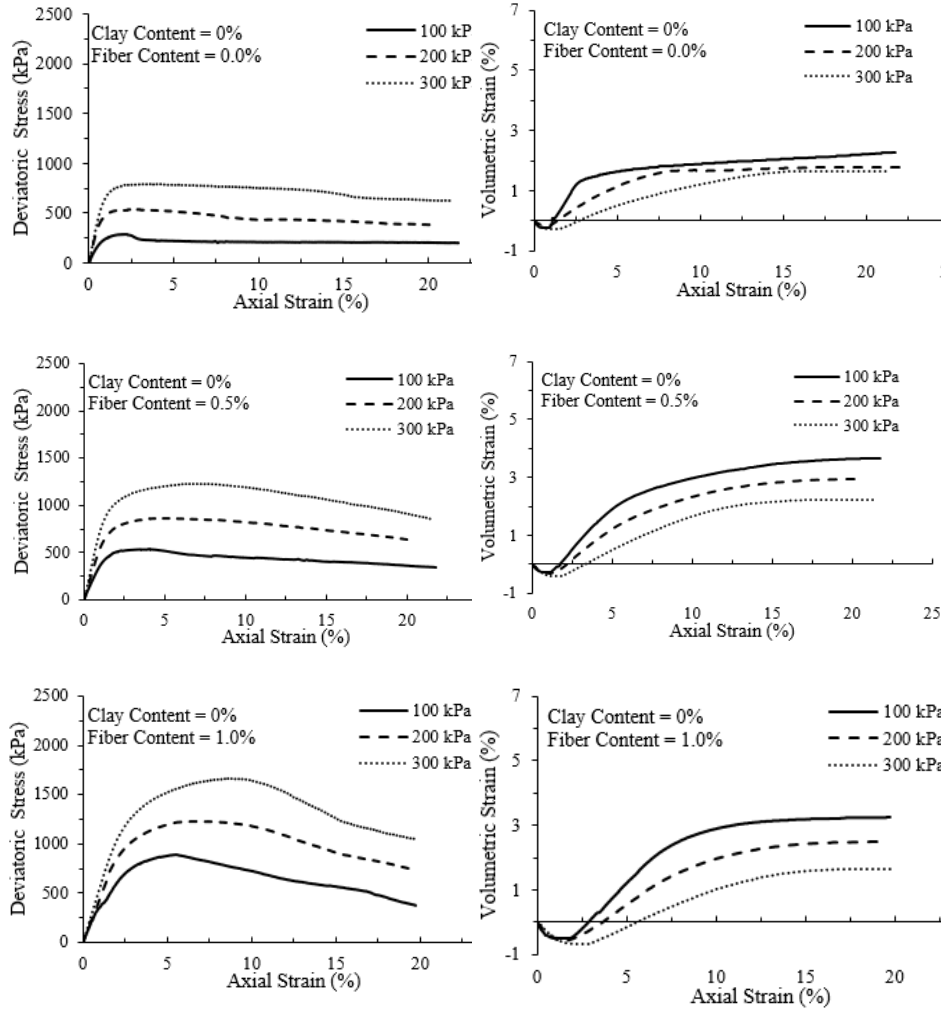 Deviatoric Stress (kPa)
2500
2000
1500
1000
500
0
Clay Content = 0%
Fiber Content = 0.0%
100 kP
200 kP
300 kP
0
5
10
15
20
Axial Strain (%)
Volumetric Strain (%)
7
5
3
1
-1
Clay Content = 0%
Fiber Content = 0.0%
100 kPa
200 kPa
300 kPa
0
5
10
15
20
Axial Strain (%)
Deviatoric Stress (kPa)
2500
2000
1500
1000
500
0
Clay Content = 0%
Fiber Content = 0.5%
100 kPa
200 kPa
300 kPa
0
5
10
15
20
Axial Strain (%)
Volumetric Strain (%)
7
5
3
1
-1
Clay Content = 0%
Fiber Content = 0.5%
100 kPa
200 kPa
300 kPa
0
5
10
15
20
25
Axial Strain (%)
Deviatoric Stress (kPa)
2500
2000
1500
1000
500
0
Clay Content = 0%
Fiber Content = 1.0%
100 kPa
200 kPa
300 kPa
0
5
10
15
20
Axial Strain (%)
Volumetric Strain (%)
7
5
3
1
-1
Clay Content = 0%
Fiber Content = 1.0%
100 kPa
200 kPa
300 kPa
0
5
10
15
20
Axial Strain (%)